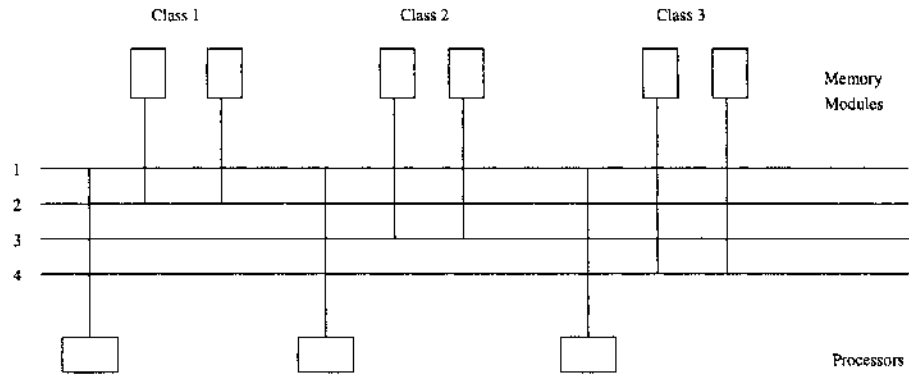 Class 1 Class 2 Class 3
Memory
Modules
1
2
3
4
Processors